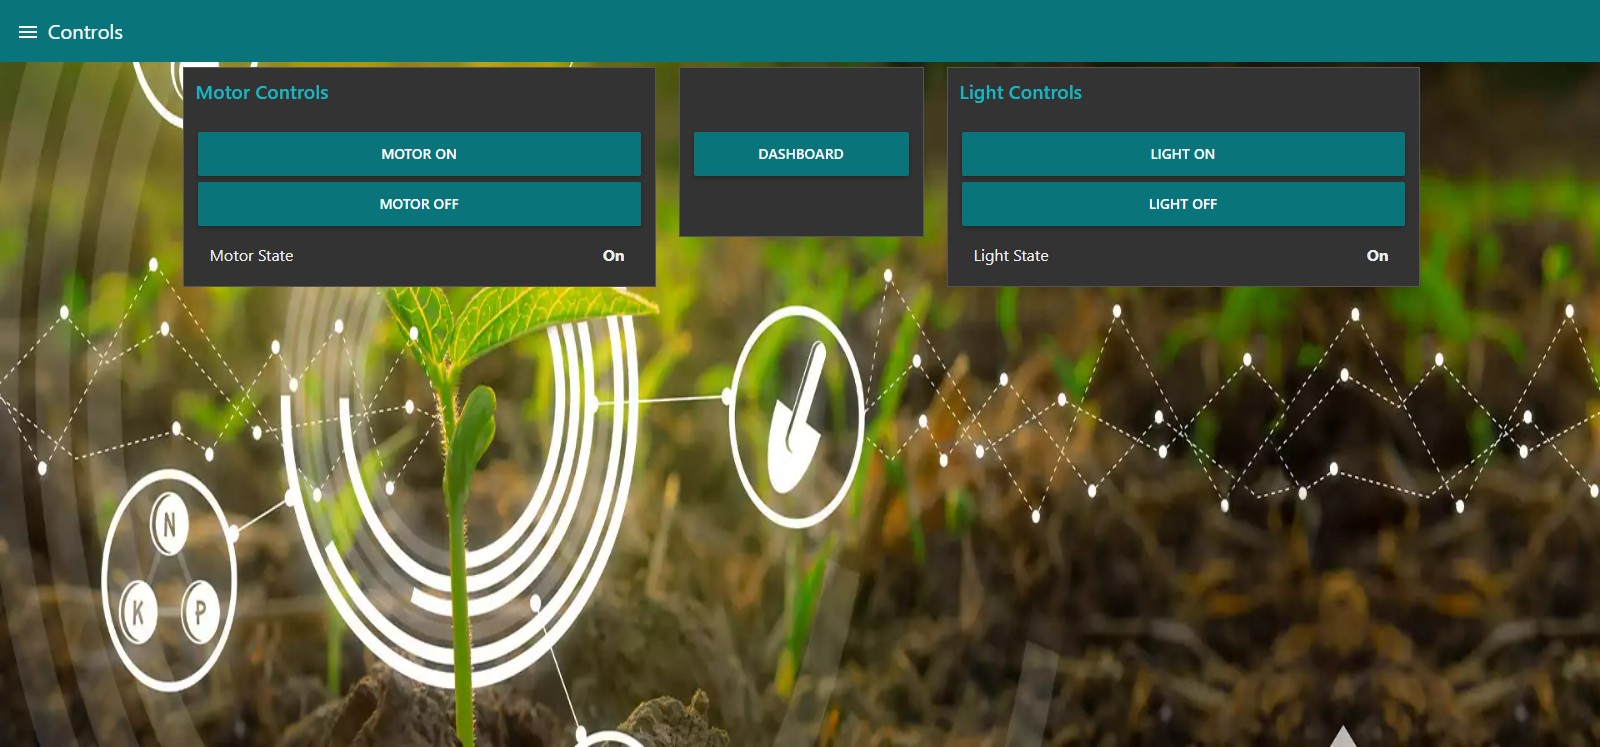 Controls
Motor Controls
MOTOR ON
MOTOR OFF
Motor State On
DASHBOARD
Light Controls
LIGHT ON
LIGHT OFF
Light State On
N
K P